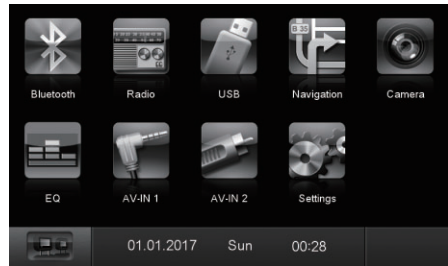 B 35
Bluetooth Radio USB Navigation Camera
EQ AV-IN 1 AV-IN 2 Settings
01.01.2017 Sun 00:28